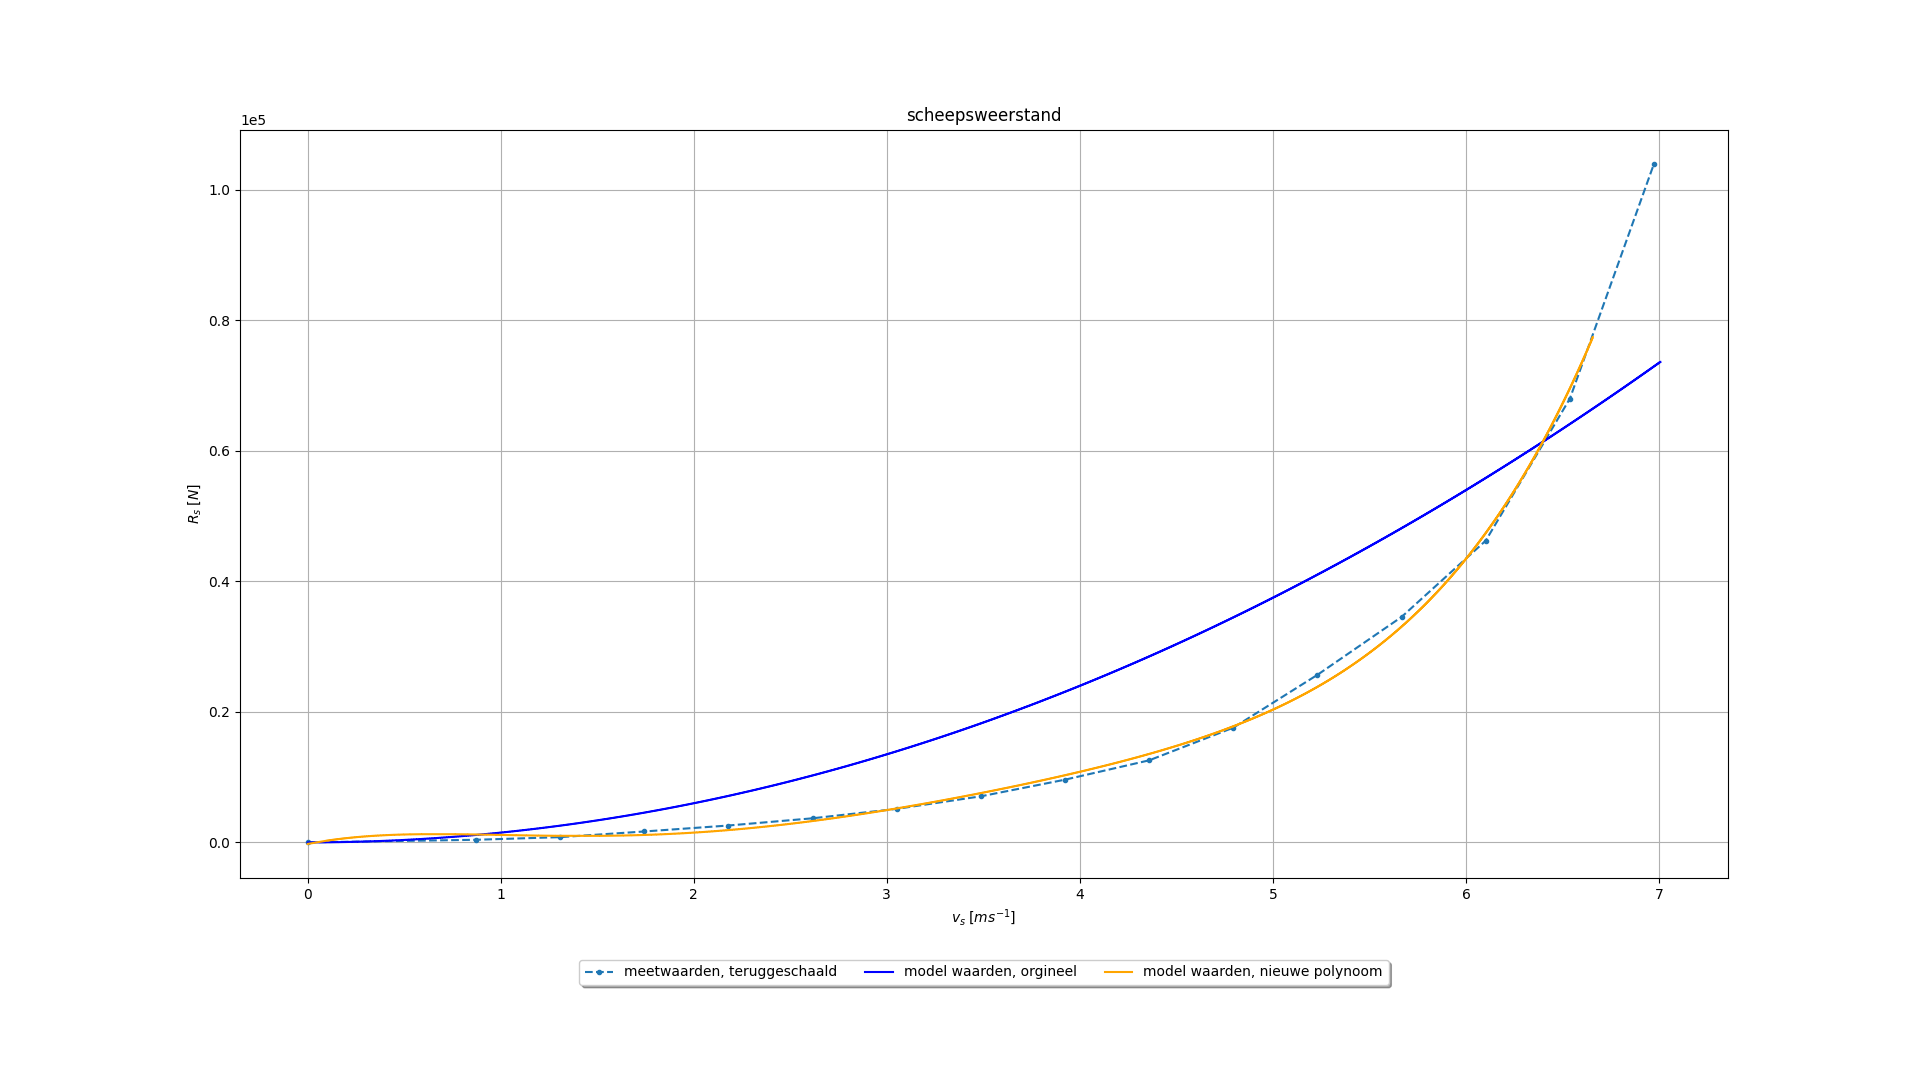 scheepsweerstand
1e5
1.0
0.8
0.6
0.4
0.2
0.0
R_s [N]
0 1 2 3 4 5 6 7
v_s [ms⁻¹]
meetwaarden, teruggeschaald model waarden, orgineel model waarden, nieuwe polynoom